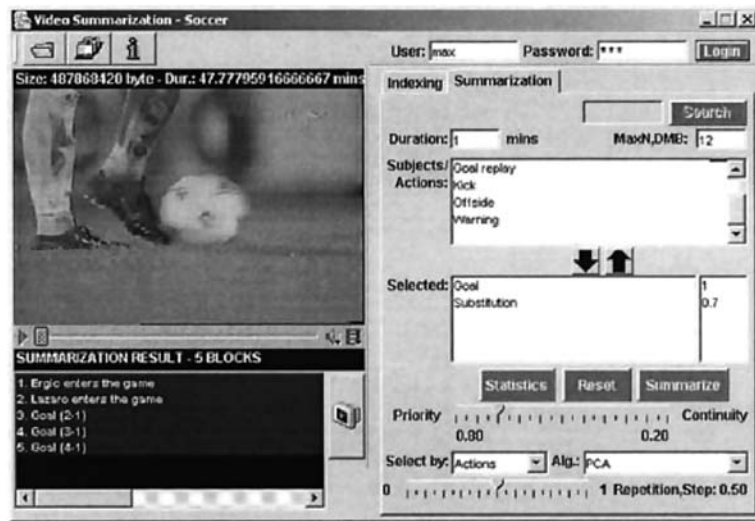 Video Summarization - Soccer
User: max Password: *** Login
Size: 487868420 byte - Dur.: 47.77795916666667 mins
Indexing Summarization
Search
Duration: 1 mins MaxN,DMB: 12
Subjects/
Actions:
Goal replay
Kick
Offside
Warning
Selected:
Goal 1
Substitution 0.7
SUMMARIZATION RESULT - 5 BLOCKS
1. Ergic enters the game
2. Lazaro enters the game
3. Goal (2-1)
4. Goal (3-1)
5. Goal (4-1)
Statistics Reset Summarize
Priority Continuity
0.80 0.20
Select by: Actions Alg.: PCA
0 1 Repetition,Step: 0.50